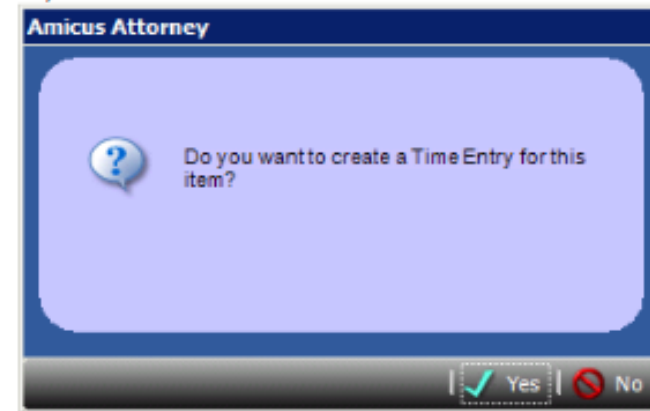 Amicus Attorney
Do you want to create a Time Entry for this
item?
Yes No